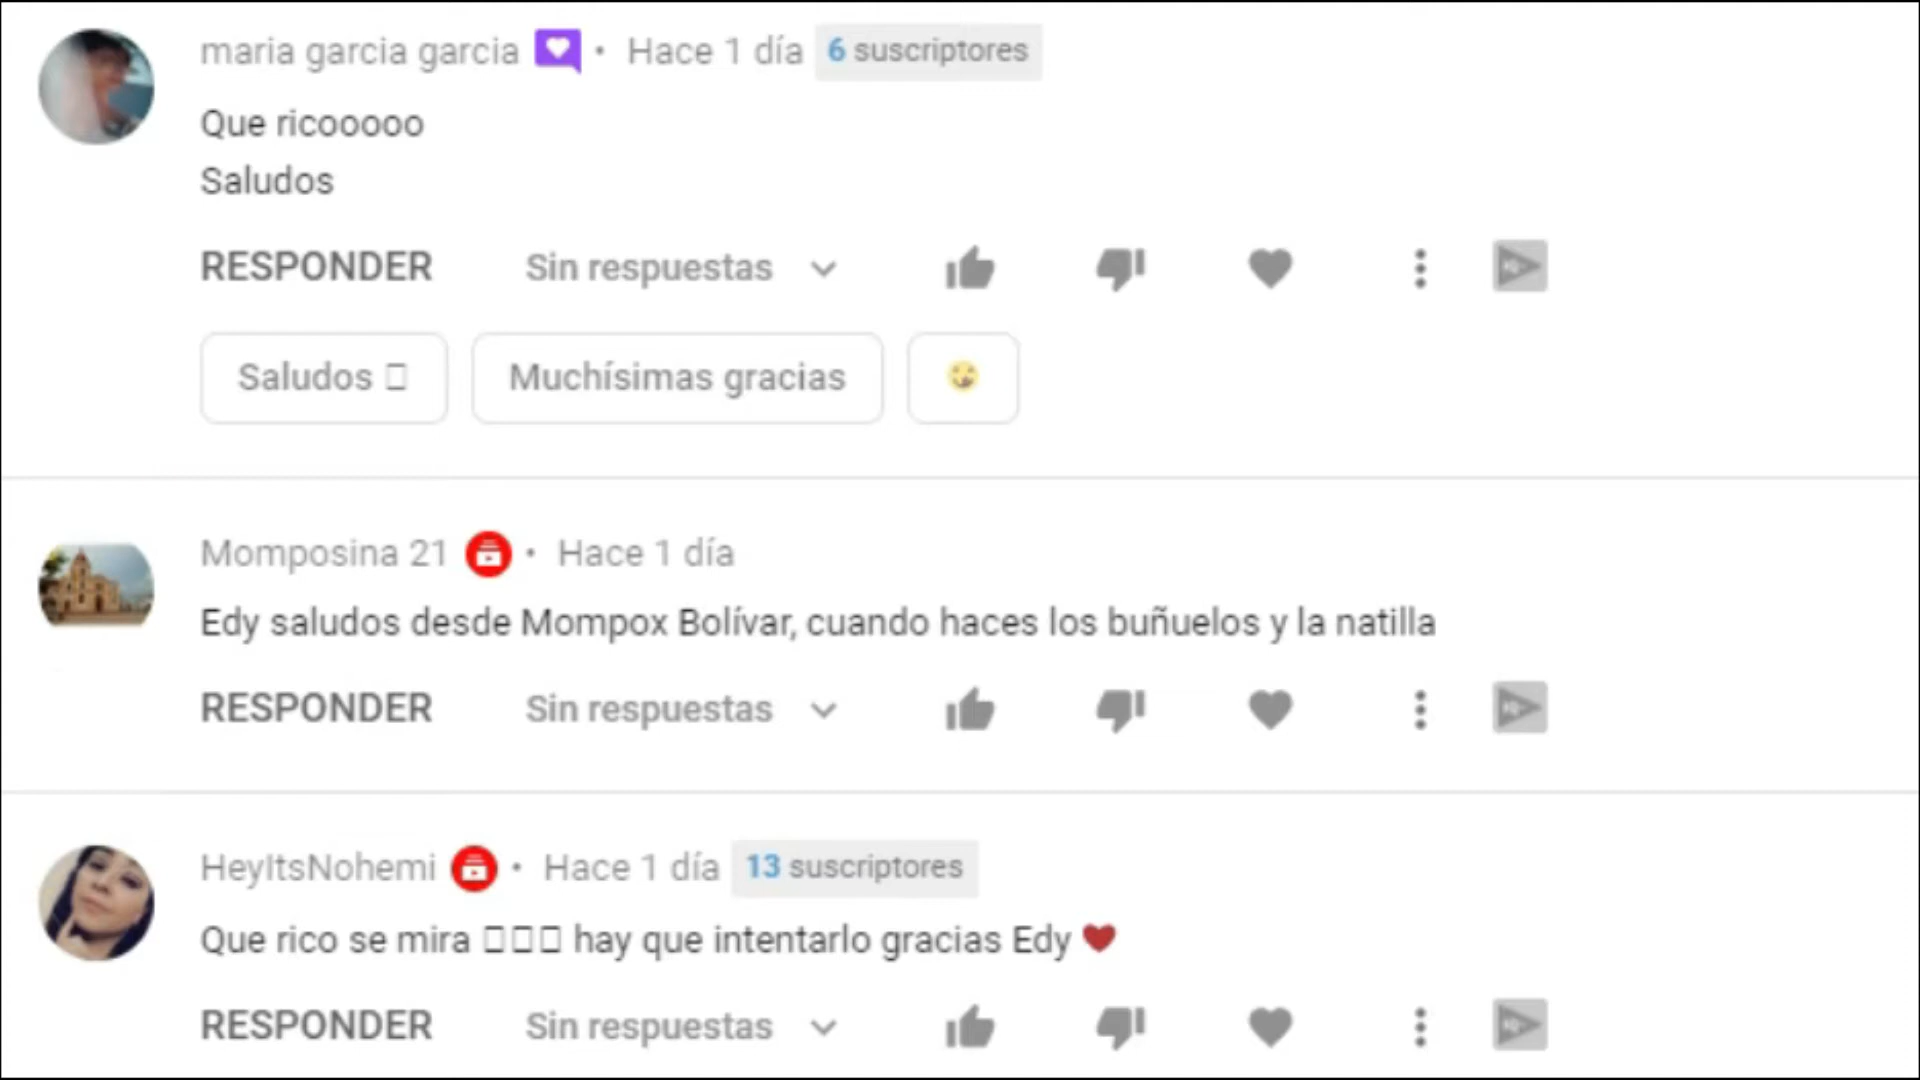 maria garcia garcia • Hace 1 día 6 suscriptores
Que ricooooo
Saludos
RESPONDER Sin respuestas
Saludos Muchísimas gracias
Momposina 21 • Hace 1 día
Edy saludos desde Mompox Bolívar, cuando haces los buñuelos y la natilla
RESPONDER Sin respuestas
HeyItsNohemi • Hace 1 día 13 suscriptores
Que rico se mira □□□ hay que intentarlo gracias Edy ❤
RESPONDER Sin respuestas